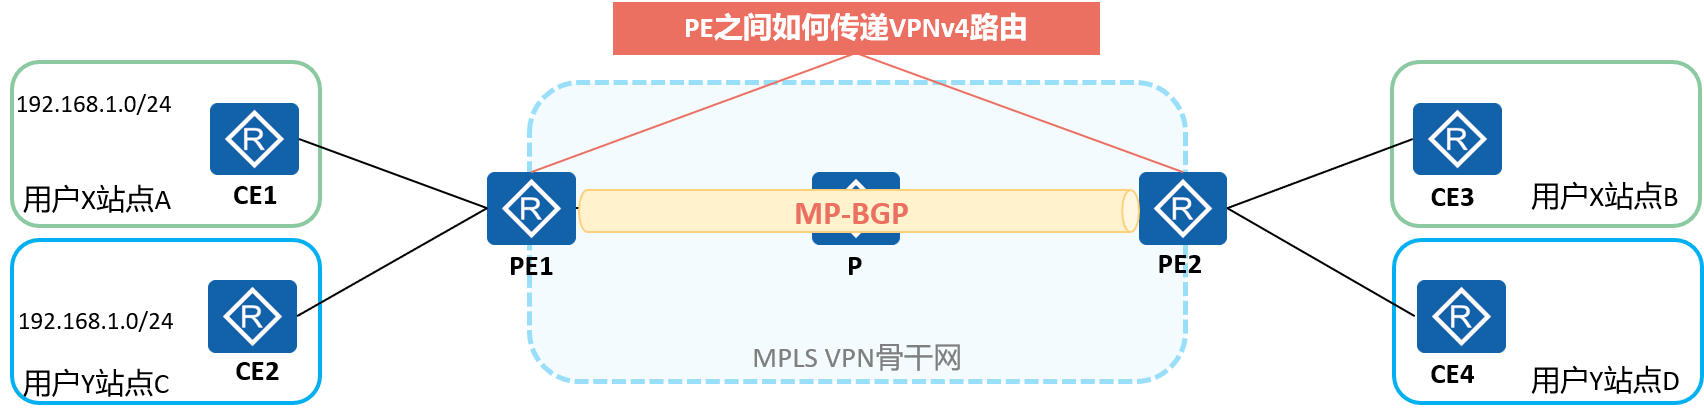 PE之间如何传递VPNv4路由
192.168.1.0/24
R
CE1
用户X站点A
192.168.1.0/24
R
CE2
用户Y站点C
R
PE1
MP-BGP
P
R
PE2
MPLS VPN骨干网
R
CE3
用户X站点B
R
CE4
用户Y站点D